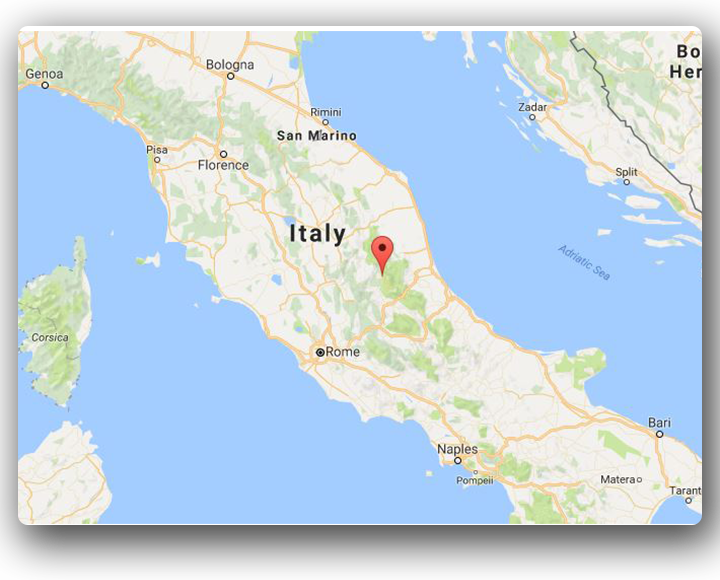 Bo
Her
Genoa
Bologna
Zadar
Rimini
San Marino
Pisa
Florence
Split
Italy
Adriatic Sea
Corsica
Rome
Bari
Naples
Pompeii
Matera
Tarant